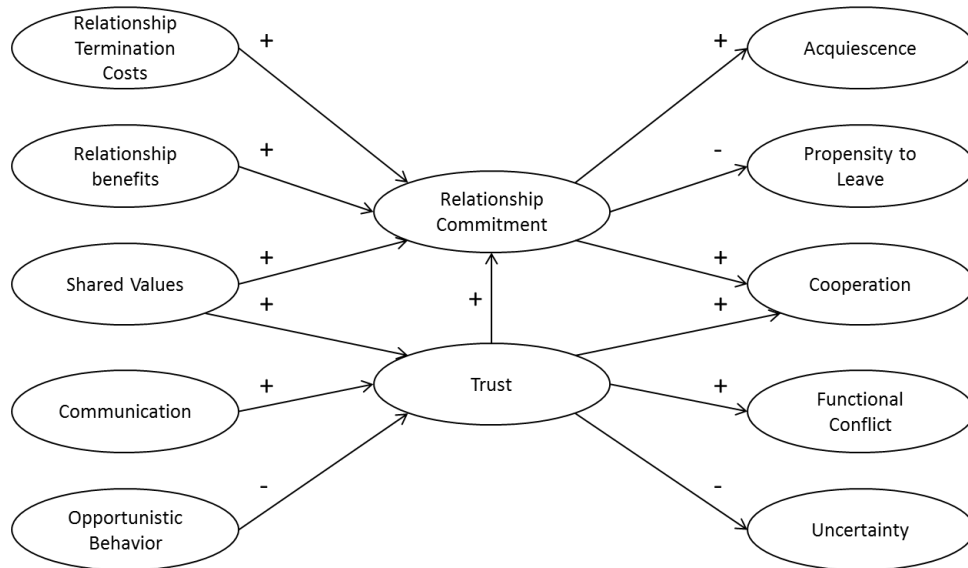 Relationship
Termination
Costs
+
+
Acquiescence
Relationship
benefits
+
-
Propensity to
Leave
Relationship
Commitment
Shared Values
+
+
+
+
+
Cooperation
Communication
+
Trust
+
Functional
Conflict
Opportunistic
Behavior
-
-
Uncertainty